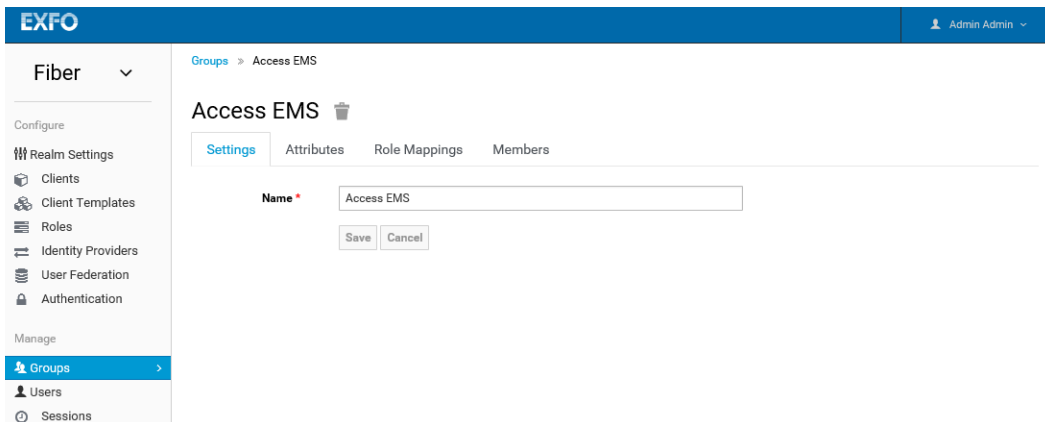 EXFO
Admin Admin
Fiber
Groups » Access EMS
Access EMS
Configure
Settings Attributes Role Mappings Members
Realm Settings
Clients
Name * Access EMS
Client Templates
Roles
Save Cancel
Identity Providers
User Federation
Authentication
Manage
Groups
Users
Sessions